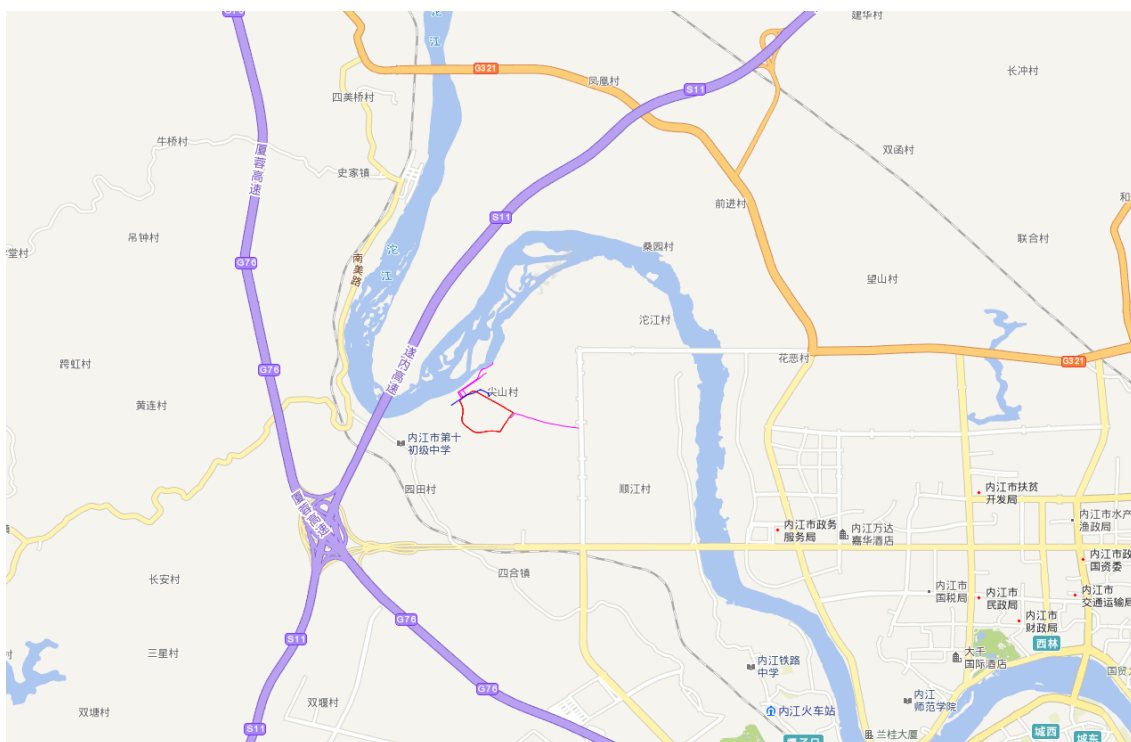 G76
沱江
建华村
G321
凤凰村
长冲村
S11
四美桥村
牛桥村
双函村
史家镇
厦蓉高速
前进村
吊钟村
S11
联合村
桑园村
沱江
南美路
G76
望山村
沱江村
遂内高速
花恶村
G321
跨虹村
G76
尖山村
黄连村
内江市第十
初级中学
园田村
顺江村
内江市扶贫
开发局
厦蓉高速
内江市政务
服务局
内江万达
嘉华酒店
内江市水产
渔政局
四合镇
长安村
内江市
国税局
内江市
民政局
内江市政
国资委
内江市
交通运输局
G76
内江市
财政局
S11
西林
三星村
内江铁路
中学
大千
国际酒店
G76
双堰村
内江
师范学院
双塘村
内江火车站
S11
兰桂大厦
城西
城东